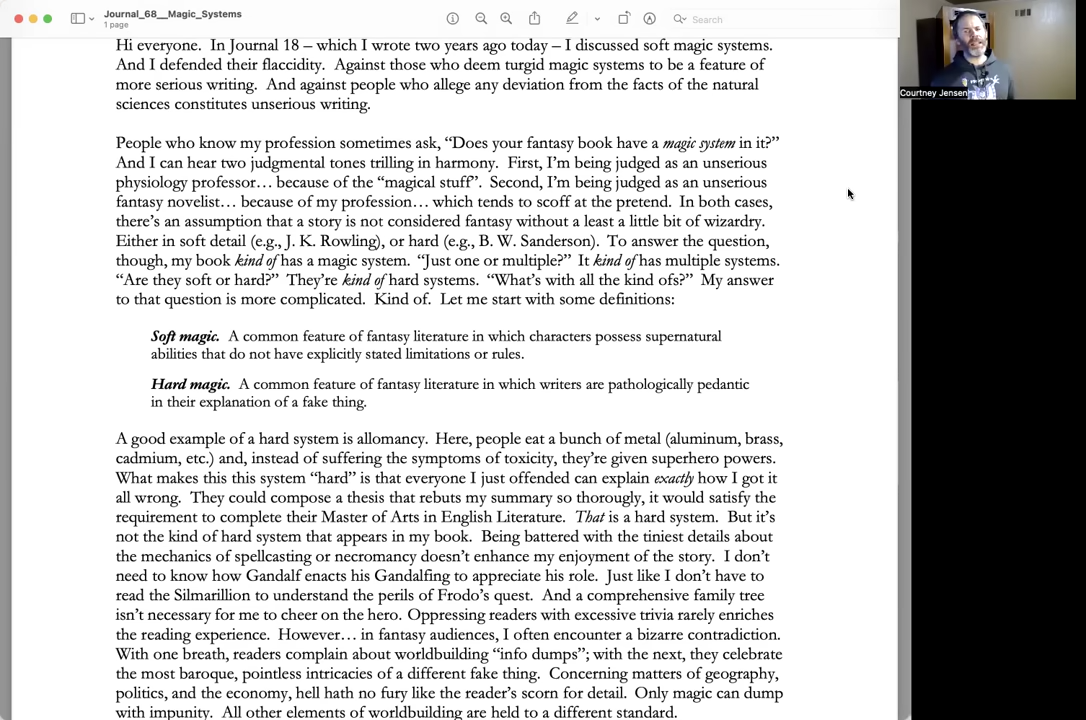 Journal_68__Magic_Systems
1 page
Search
Courtney Jensen
Hi everyone. In Journal 18 – which I wrote two years ago today – I discussed soft magic systems.
And I defended their flaccidity. Against those who deem turgid magic systems to be a feature of
more serious writing. And against people who allege any deviation from the facts of the natural
sciences constitutes unserious writing.
People who know my profession sometimes ask, “Does your fantasy book have a magic system in it?”
And I can hear two judgmental tones trilling in harmony. First, I’m being judged as an unserious
physiology professor… because of the “magical stuff”. Second, I’m being judged as an unserious
fantasy novelist… because of my profession… which tends to scoff at the pretend. In both cases,
there’s an assumption that a story is not considered fantasy without a least a little bit of wizardry.
Either in soft detail (e.g., J. K. Rowling), or hard (e.g., B. W. Sanderson). To answer the question,
though, my book kind of has a magic system. “Just one or multiple?” It kind of has multiple systems.
“Are they soft or hard?” They’re kind of hard systems. “What’s with all the kind ofs?” My answer
to that question is more complicated. Kind of. Let me start with some definitions:
Soft magic. A common feature of fantasy literature in which characters possess supernatural
abilities that do not have explicitly stated limitations or rules.
Hard magic. A common feature of fantasy literature in which writers are pathologically pedantic
in their explanation of a fake thing.
A good example of a hard system is allomancy. Here, people eat a bunch of metal (aluminum, brass,
cadmium, etc.) and, instead of suffering the symptoms of toxicity, they’re given superhero powers.
What makes this this system “hard” is that everyone I just offended can explain exactly how I got it
all wrong. They could compose a thesis that rebuts my summary so thorougly, it would satisfy the
requirement to complete their Master of Arts in English Literature. That is a hard system. But it’s
not the kind of hard system that appears in my book. Being battered with the tiniest details about
the mechanics of spellcasting or necromancy doesn’t enhance my enjoyment of the story. I don’t
need to know how Gandalf enacts his Gandalfing to appreciate his role. Just like I don’t have to
read the Silmarillion to understand the perils of Frodo’s quest. And a comprehensive family tree
isn’t necessary for me to cheer on the hero. Oppressing readers with excessive trivia rarely enriches
the reading experience. However… in fantasy audiences, I often encounter a bizarre contradiction.
With one breath, readers complain about worldbuilding “info dumps”; with the next, they celebrate
the most baroque, pointless intricacies of a different fake thing. Concerning matters of geography,
politics, and the economy, hell hath no fury like the reader’s scorn for detail. Only magic can dump
with impunity. All other elements of worldbuilding are held to a different standard.